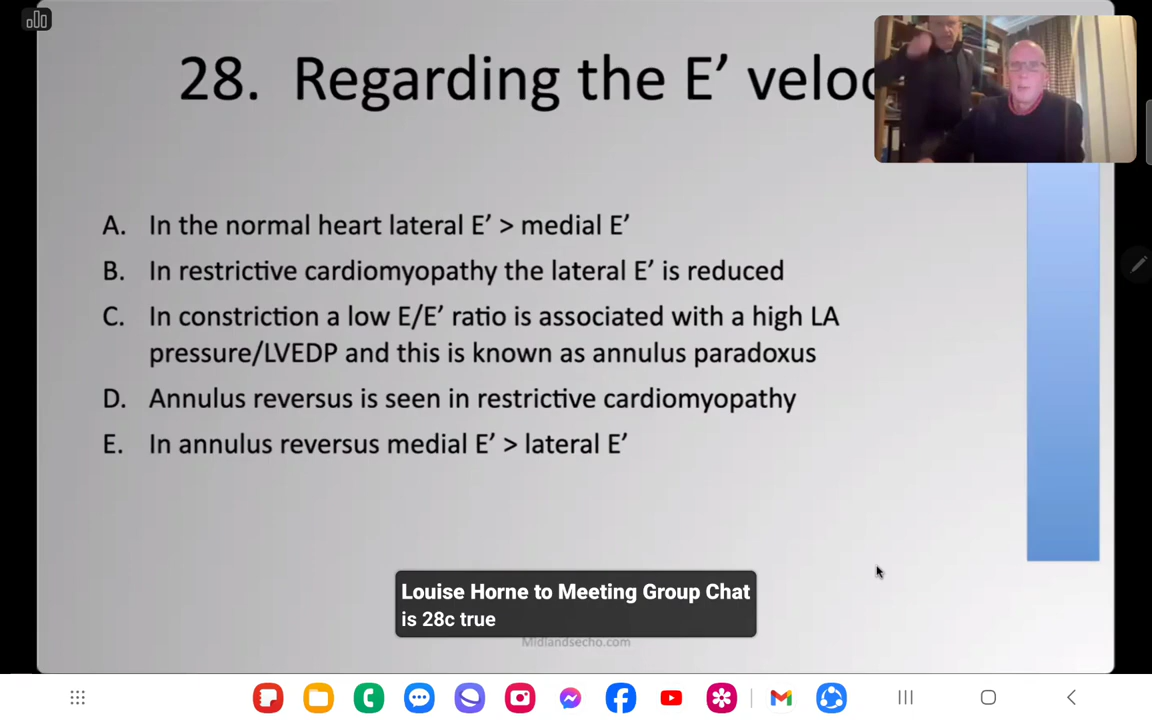 28. Regarding the E’ veloc
A. In the normal heart lateral E’ > medial E’
B. In restrictive cardiomyopathy the lateral E’ is reduced
C. In constriction a low E/E’ ratio is associated with a high LA
pressure/LVEDP and this is known as annulus paradoxus
D. Annulus reversus is seen in restrictive cardiomyopathy
E. In annulus reversus medial E’ > lateral E’
Louise Horne to Meeting Group Chat
is 28c true
Midlandsecho.com